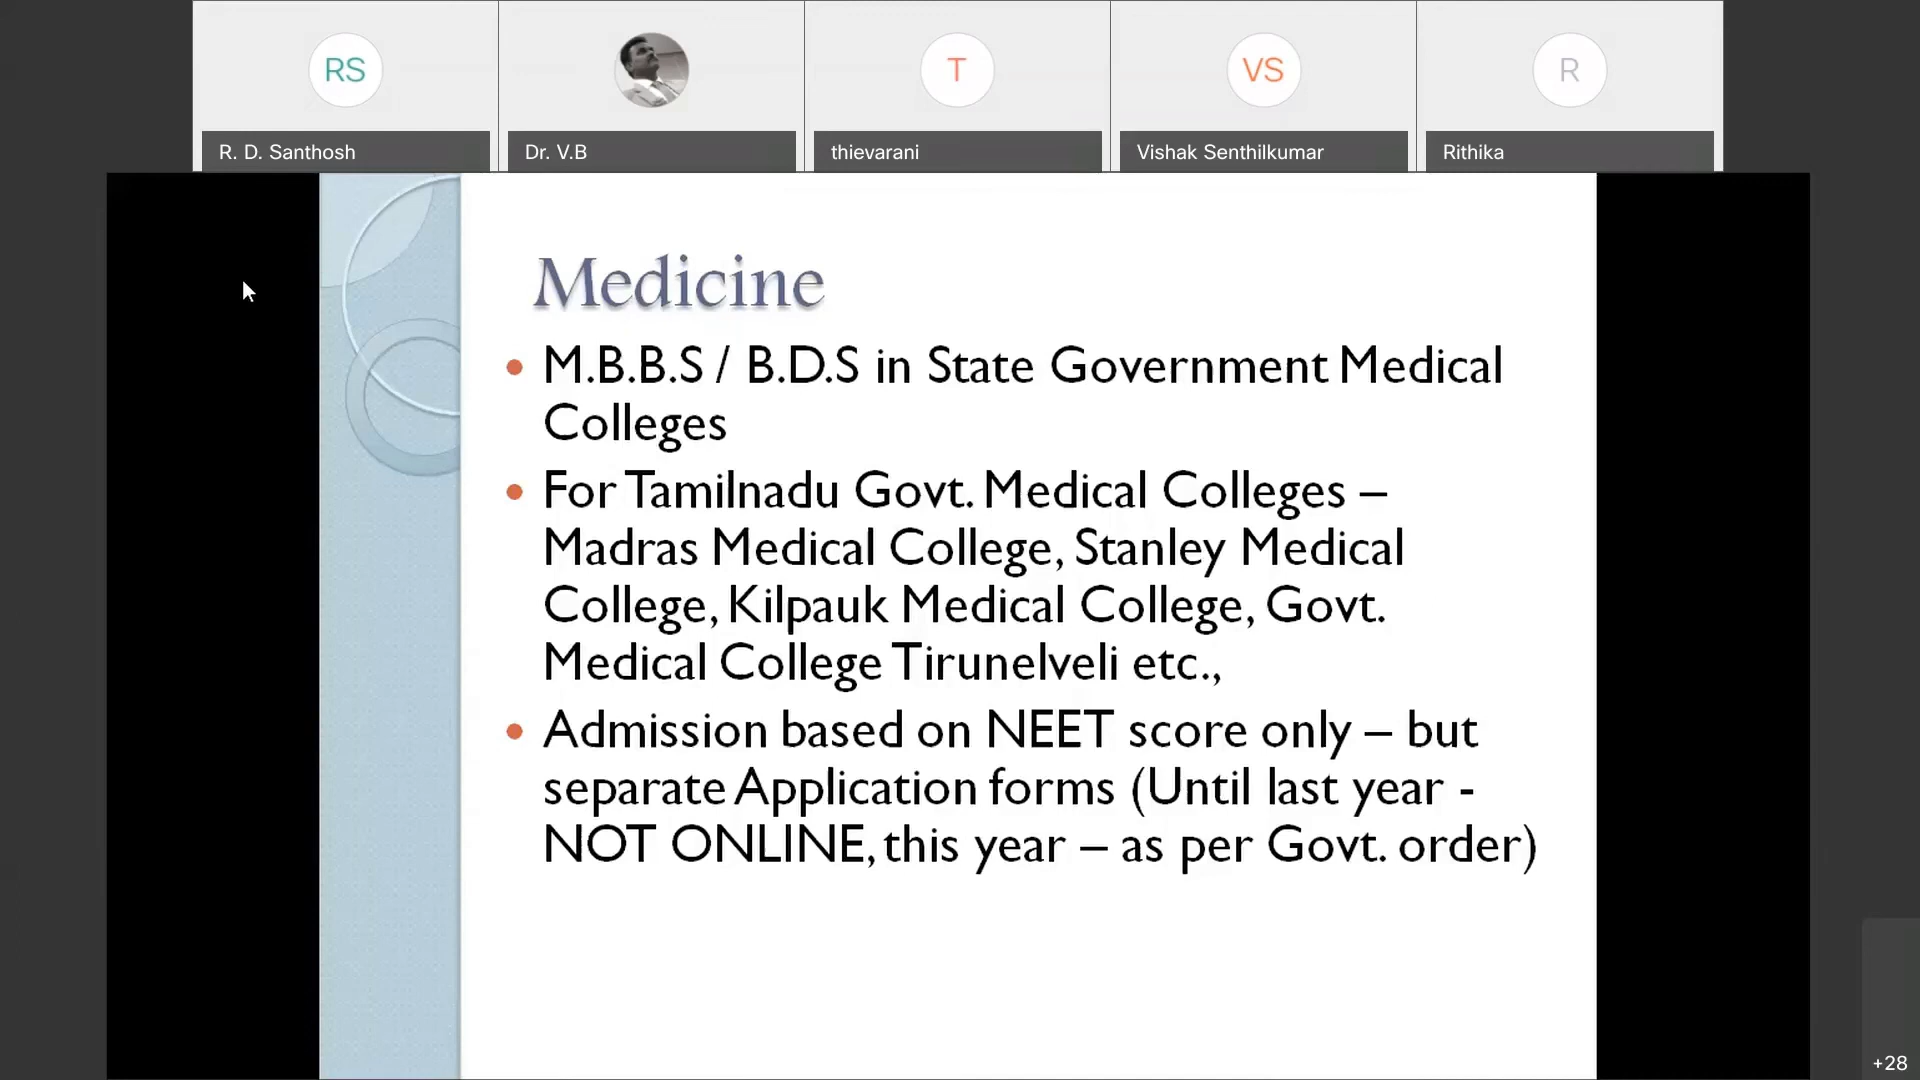 RS
T
VS
R
R. D. Santhosh
Dr. V.B
thievarani
Vishak Senthilkumar
Rithika
Medicine
M.B.B.S / B.D.S in State Government Medical
Colleges
For Tamilnadu Govt. Medical Colleges –
Madras Medical College, Stanley Medical
College, Kilpauk Medical College, Govt.
Medical College Tirunelveli etc.,
Admission based on NEET score only – but
separate Application forms (Until last year -
NOT ONLINE, this year – as per Govt. order)
+28